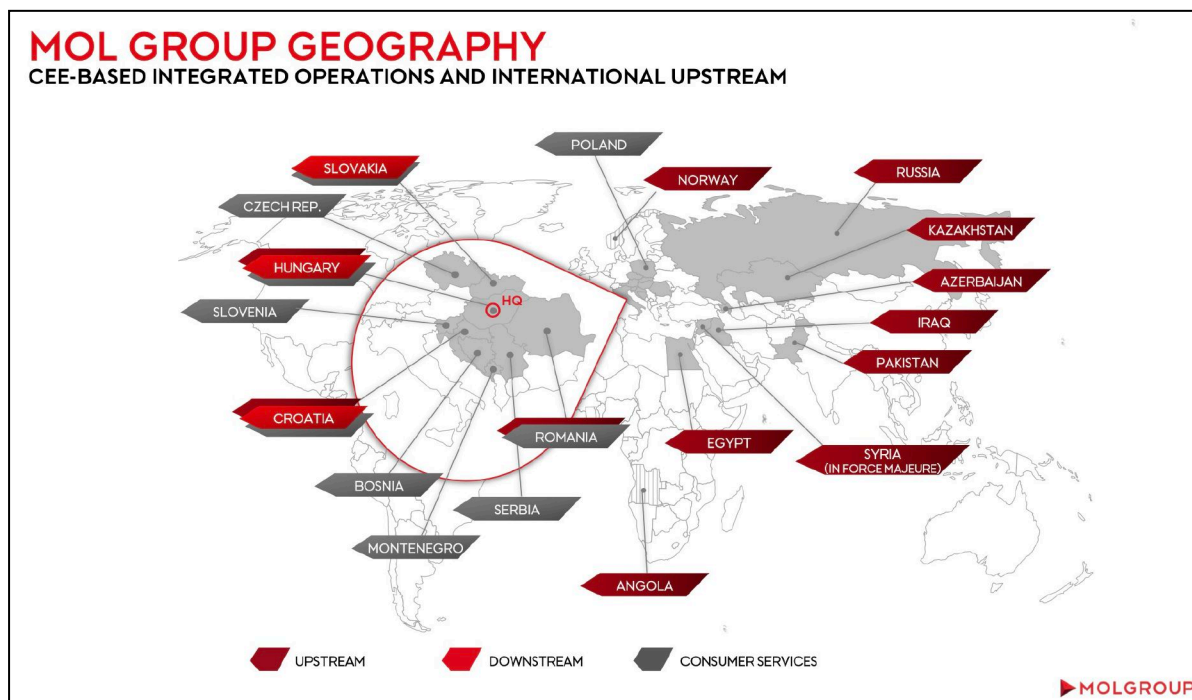 MOL GROUP GEOGRAPHY
CEE-BASED INTEGRATED OPERATIONS AND INTERNATIONAL UPSTREAM
POLAND
SLOVAKIA
NORWAY
RUSSIA
CZECH REP.
KAZAKHSTAN
HUNGARY
AZERBAIJAN
HQ
SLOVENIA
IRAQ
PAKISTAN
CROATIA
ROMANIA
EGYPT
SYRIA
(IN FORCE MAJEURE)
BOSNIA
SERBIA
MONTENEGRO
ANGOLA
UPSTREAM
DOWNSTREAM
CONSUMER SERVICES
MOLGROUP